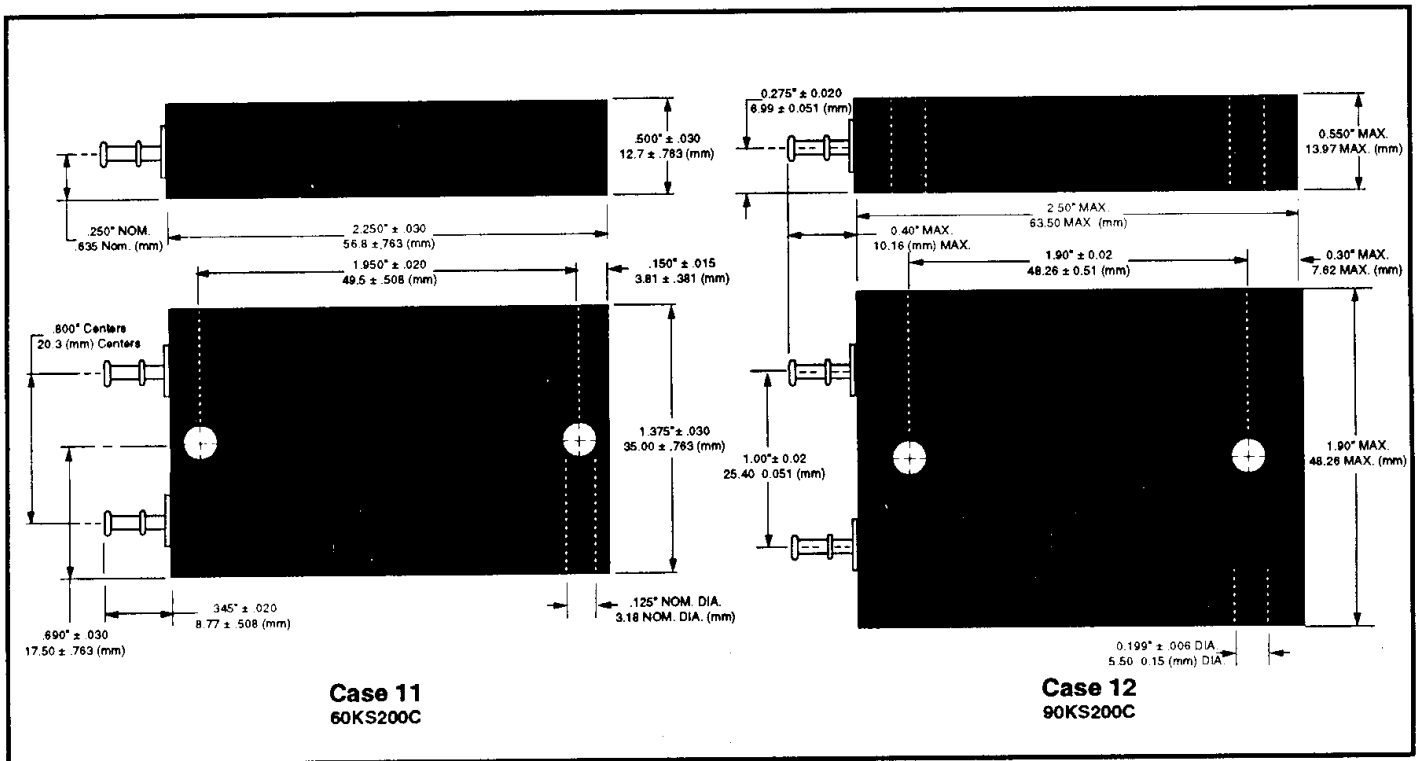 .500" ± .030
12.7 ± .763 (mm)
.250" NOM.
.635 Nom. (mm)
2.250" ± .030
56.8 ± .763 (mm)
1.950" ± .020
49.5 ± .508 (mm)
.150" ± .015
3.81 ± .381 (mm)
.800" Centers
20.3 (mm) Centers
1.375" ± .030
35.00 ± .763 (mm)
.345" ± .020
8.77 ± .508 (mm)
.125" NOM. DIA.
3.18 NOM. DIA. (mm)
.690" ± .030
17.50 ± .763 (mm)
Case 11
60KS200C
0.275" ± 0.020
6.99 ± 0.051 (mm)
0.550" MAX.
13.97 MAX. (mm)
2.50" MAX.
63.50 MAX. (mm)
0.40" MAX.
10.16 (mm) MAX.
1.90" ± 0.02
48.26 ± 0.51 (mm)
0.30" MAX.
7.62 MAX. (mm)
1.00" ± 0.02
25.40 0.051 (mm)
1.90" MAX.
48.26 MAX. (mm)
0.199" ± .006 DIA.
5.50 0.15 (mm) DIA.
Case 12
90KS200C